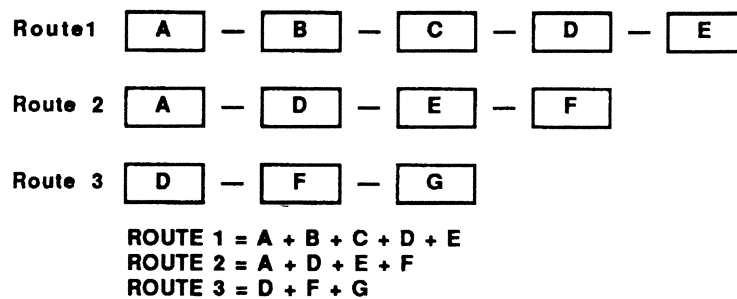 Route1 A — B — C — D — E
Route 2 A — D — E — F
Route 3 D — F — G
ROUTE 1 = A + B + C + D + E
ROUTE 2 = A + D + E + F
ROUTE 3 = D + F + G